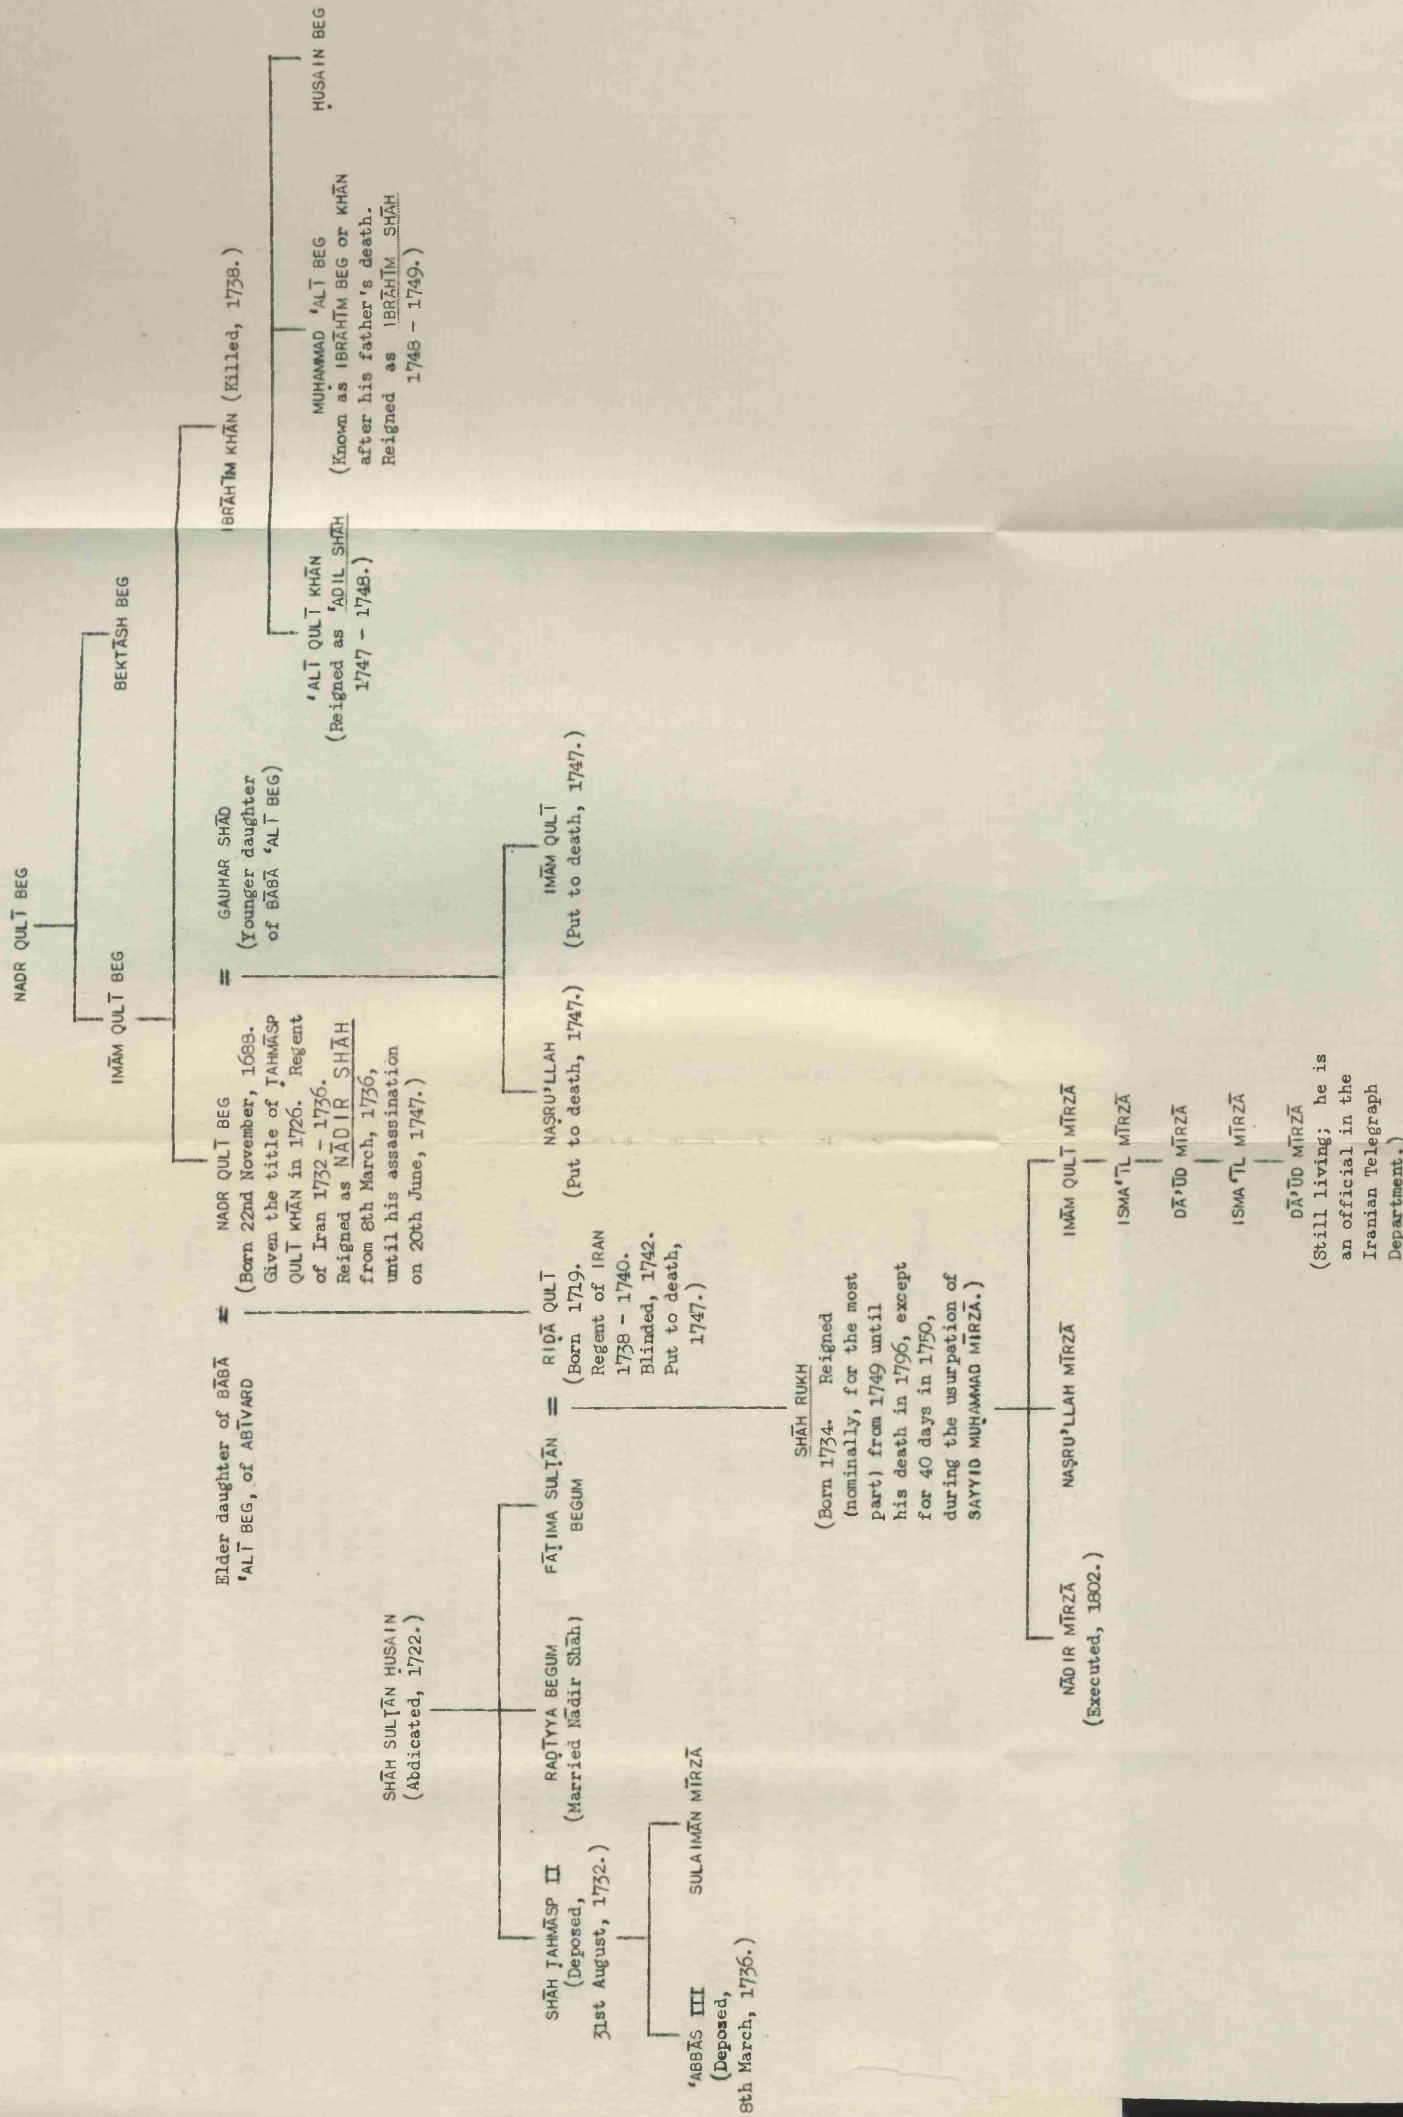 NADR QULĪ BEG
IMĀM QULĪ BEG
BEKTĀSH BEG
Elder daughter of BĀBĀ
‘ALĪ BEG, of ABĪVARD
=
NADR QULĪ BEG
(Born 22nd November, 1688.
Given the title of ṬAHMĀSP
QULĪ KHĀN in 1726. Regent
of Iran 1732 - 1736.
Reigned as NĀDIR SHĀH
from 8th March, 1736,
until his assassination
on 20th June, 1747.)
=
GAUHAR SHĀD
(Younger daughter
of BĀBĀ ‘ALĪ BEG)
IBRĀHĪM KHĀN (Killed, 1738.)
‘ALĪ QULĪ KHĀN
(Reigned as ‘ĀDIL SHĀH
1747 - 1748.)
MUḤAMMAD ‘ALĪ BEG
(Known as IBRĀHĪM BEG or KHĀN
after his father's death.
Reigned as IBRĀHĪM SHĀH
1748 - 1749.)
ḤUSAIN BEG
SHĀH SULṬĀN ḤUSAIN
(Abdicated, 1722.)
SHĀH ṬAHMĀSP II
(Deposed,
31st August, 1732.)
RAḌĪYYA BEGUM
(Married Nādir Shāh)
FĀṬIMA SULṬĀN
BEGUM
=
RIḌĀ QULĪ
(Born 1719.
Regent of IRAN
1738 - 1740.
Blinded, 1742.
Put to death,
1747.)
NAṢRU’LLAH
(Put to death, 1747.)
IMĀM QULĪ
(Put to death, 1747.)
‘ABBĀS III
(Deposed,
8th March, 1736.)
SULAIMĀN MĪRZĀ
SHĀH RUKH
(Born 1734. Reigned
(nominally, for the most
part) from 1749 until
his death in 1796, except
for 40 days in 1750,
during the usurpation of
SAYYID MUḤAMMAD MĪRZĀ.)
NĀDIR MĪRZĀ
(Executed, 1802.)
NAṢRU’LLAH MĪRZĀ
IMĀM QULĪ MĪRZĀ
ISMA‘ĪL MĪRZĀ
DĀ’ŪD MĪRZĀ
ISMA‘ĪL MĪRZĀ
DĀ’ŪD MĪRZĀ
(Still living; he is
an official in the
Iranian Telegraph
Department.)